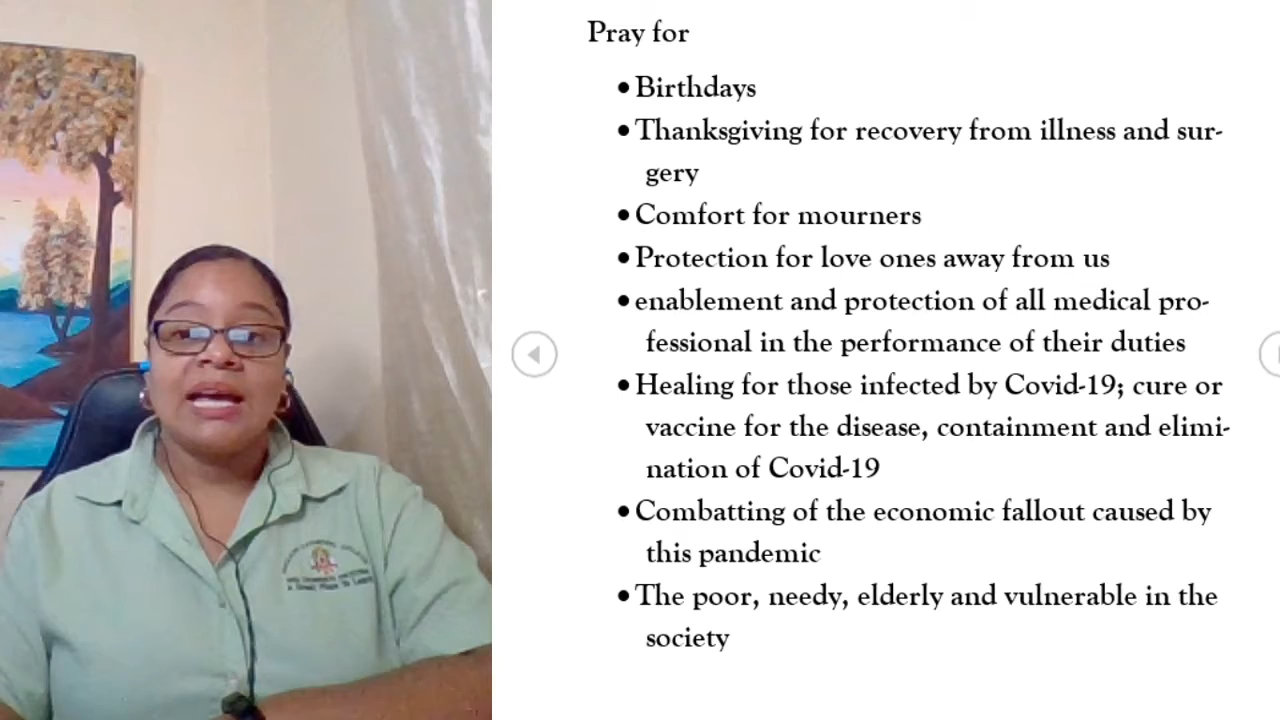 Pray for
• Birthdays
• Thanksgiving for recovery from illness and sur-
gery
• Comfort for mourners
• Protection for love ones away from us
• enablement and protection of all medical pro-
fessional in the performance of their duties
• Healing for those infected by Covid-19; cure or
vaccine for the disease, containment and elimi-
nation of Covid-19
• Combatting of the economic fallout caused by
this pandemic
• The poor, needy, elderly and vulnerable in the
society